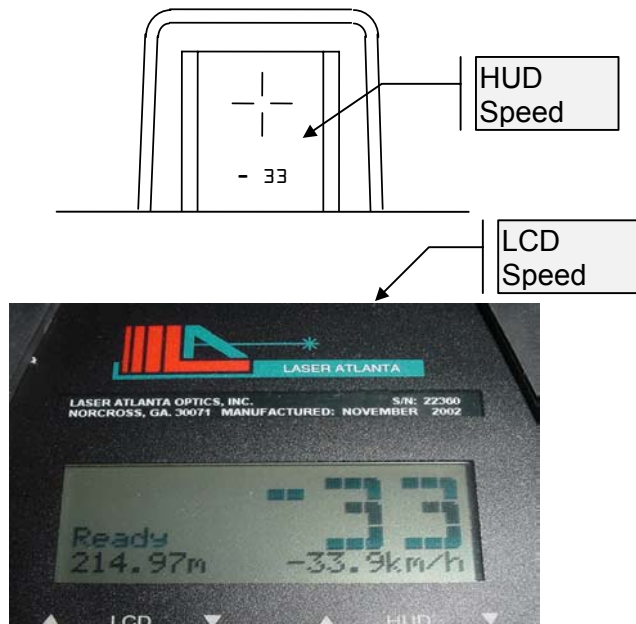 HUD
Speed
- 33
LCD
Speed
LASER ATLANTA
LASER ATLANTA OPTICS, INC. S/N: 22360
NORCROSS, GA. 30071 MANUFACTURED: NOVEMBER 2002
-33
Ready
214.97m -33.9km/h
LCD HUD